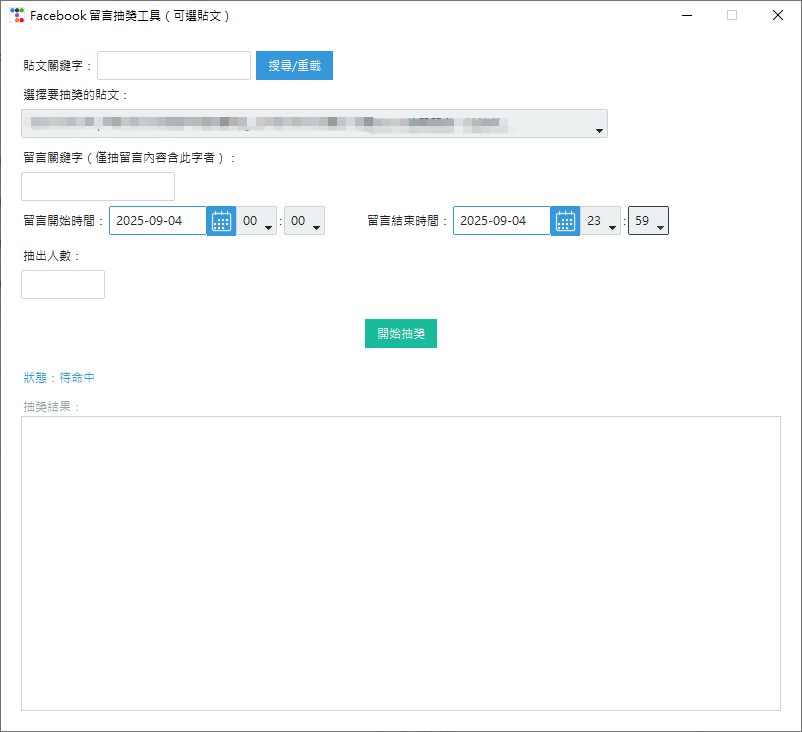 Facebook 留言抽獎工具（可選貼文）
貼文關鍵字： 搜尋/重載
選擇要抽獎的貼文：
留言關鍵字（僅抽留言內容含此字者）：
留言開始時間： 2025-09-04 00 : 00 留言結束時間： 2025-09-04 23 : 59
抽出人數：
開始抽獎
狀態：待命中
抽獎結果：